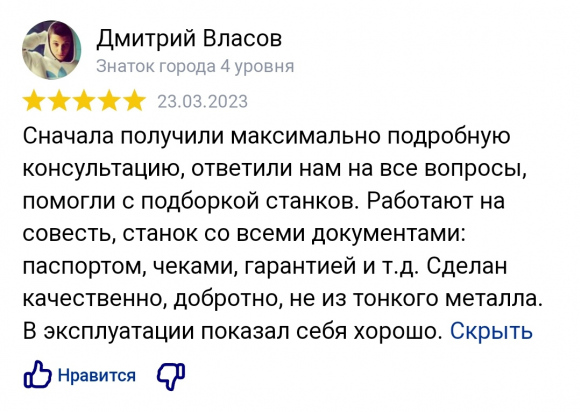 Дмитрий Власов
Знаток города 4 уровня
23.03.2023
Сначала получили максимально подробную
консультацию, ответили нам на все вопросы,
помогли с подборкой станков. Работают на
совесть, станок со всеми документами:
паспортом, чеками, гарантией и т.д. Сделан
качественно, добротно, не из тонкого металла.
В эксплуатации показал себя хорошо. Скрыть
Нравится